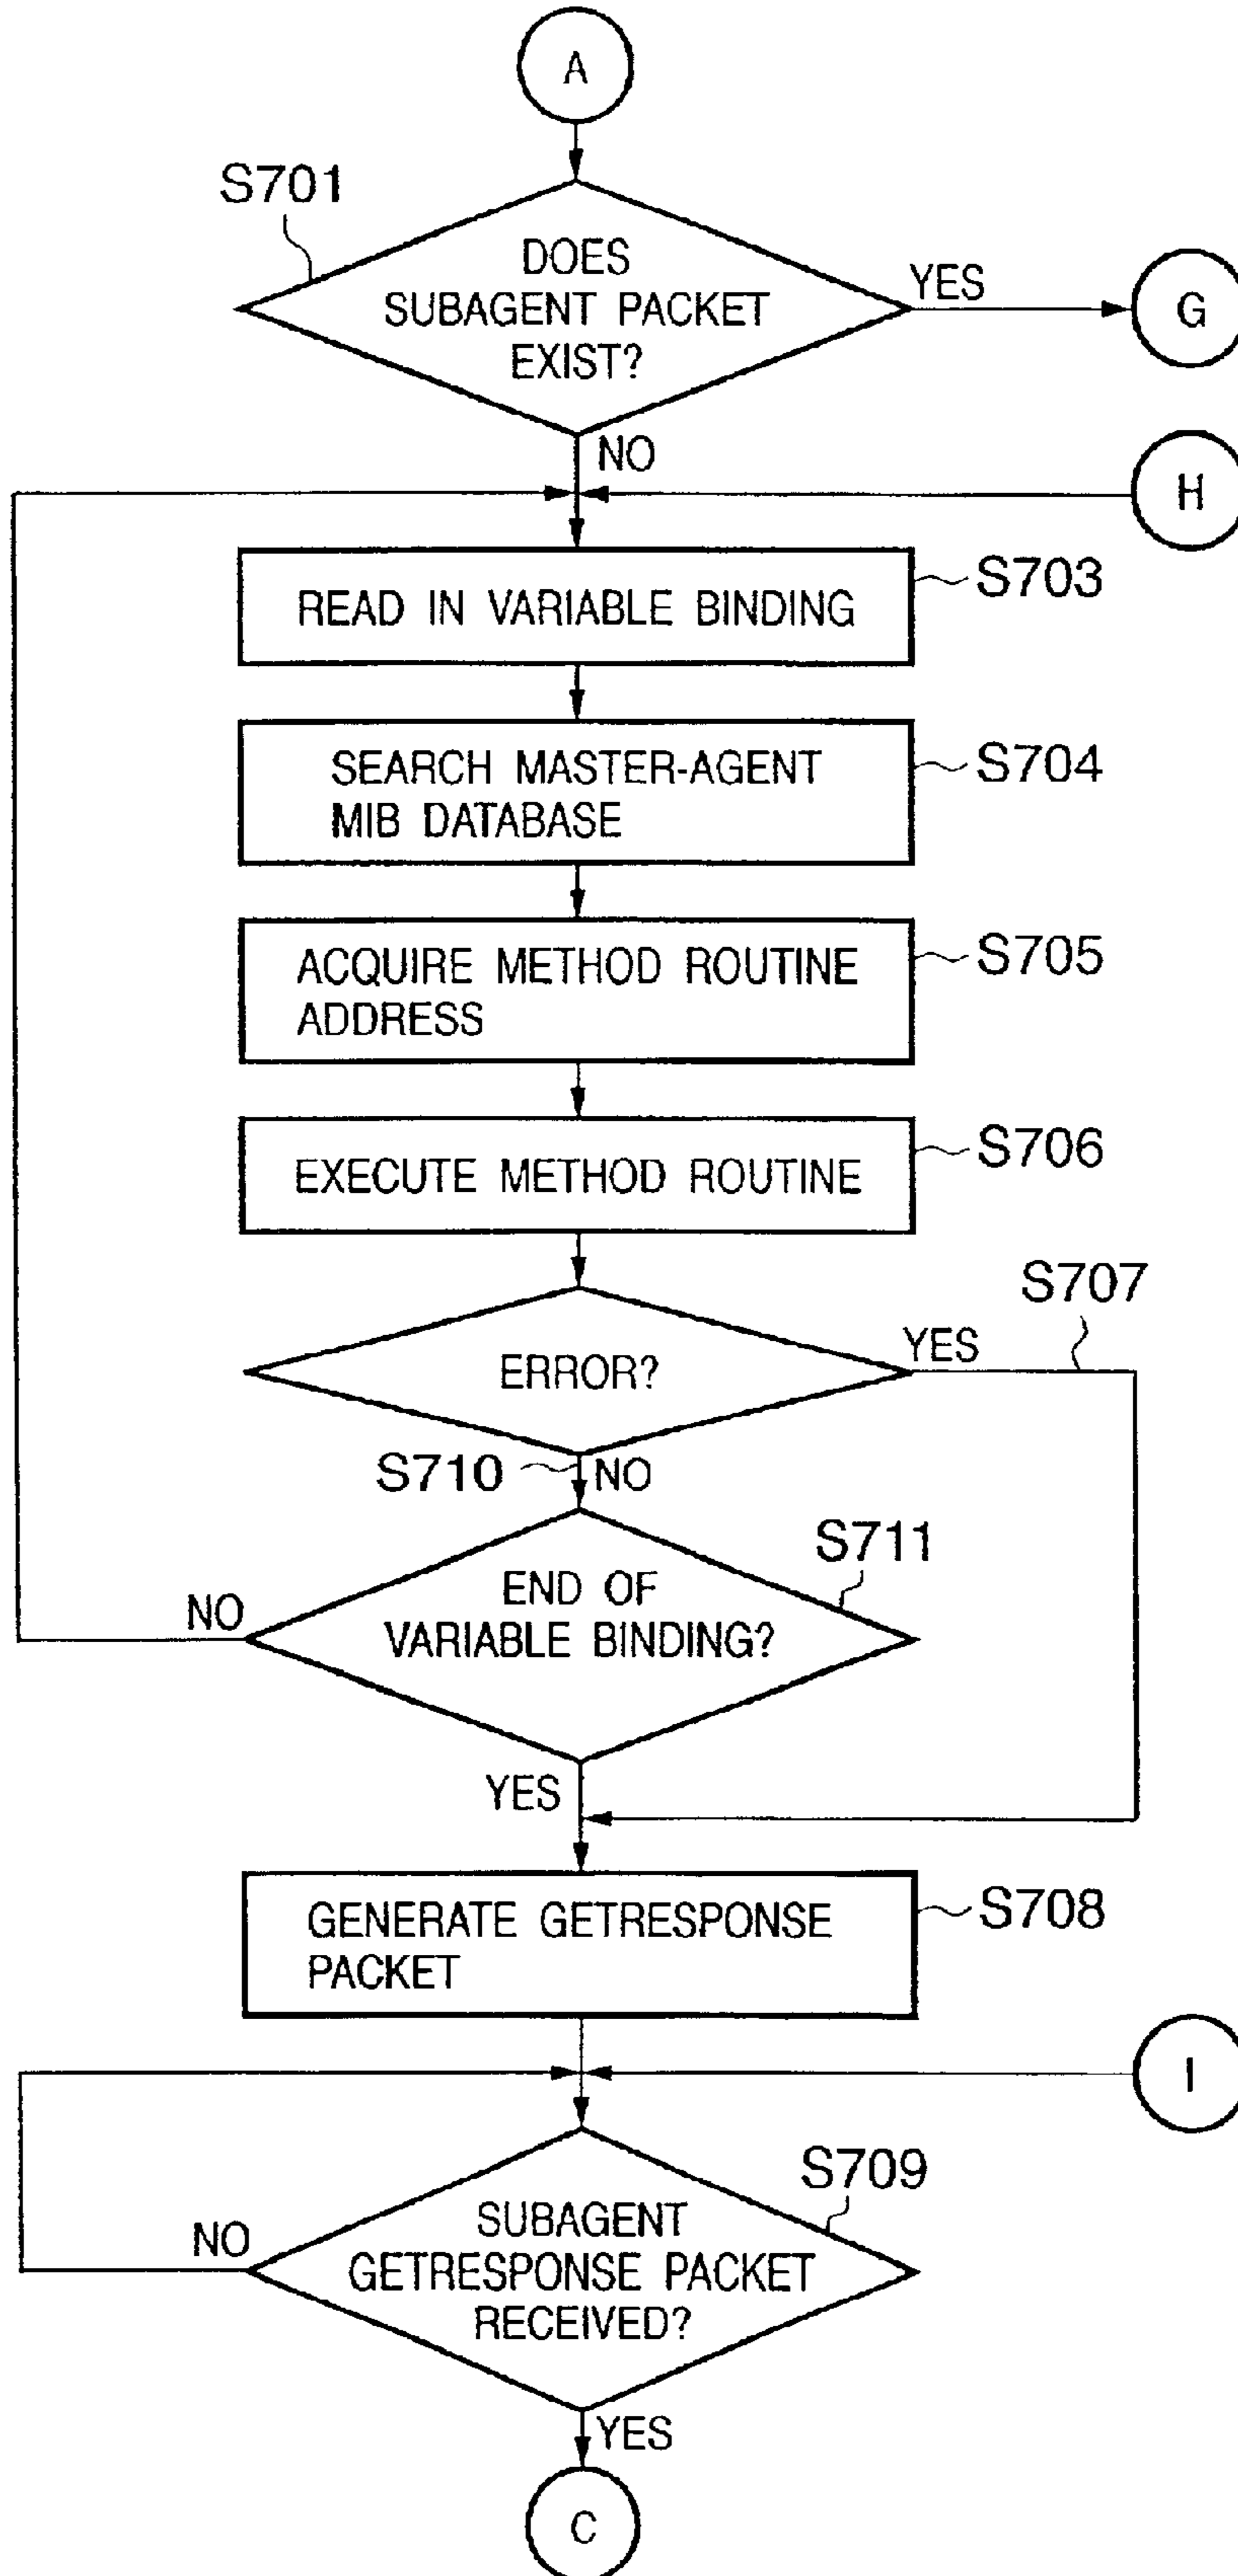 A
S701
DOES
SUBAGENT PACKET
EXIST?
YES
G
NO
H
READ IN VARIABLE BINDING
S703
SEARCH MASTER-AGENT
MIB DATABASE
S704
ACQUIRE METHOD ROUTINE
ADDRESS
S705
EXECUTE METHOD ROUTINE
S706
S707
ERROR?
YES
S710
NO
S711
END OF
VARIABLE BINDING?
NO
YES
GENERATE GETRESPONSE
PACKET
S708
I
S709
SUBAGENT
GETRESPONSE PACKET
RECEIVED?
NO
YES
C